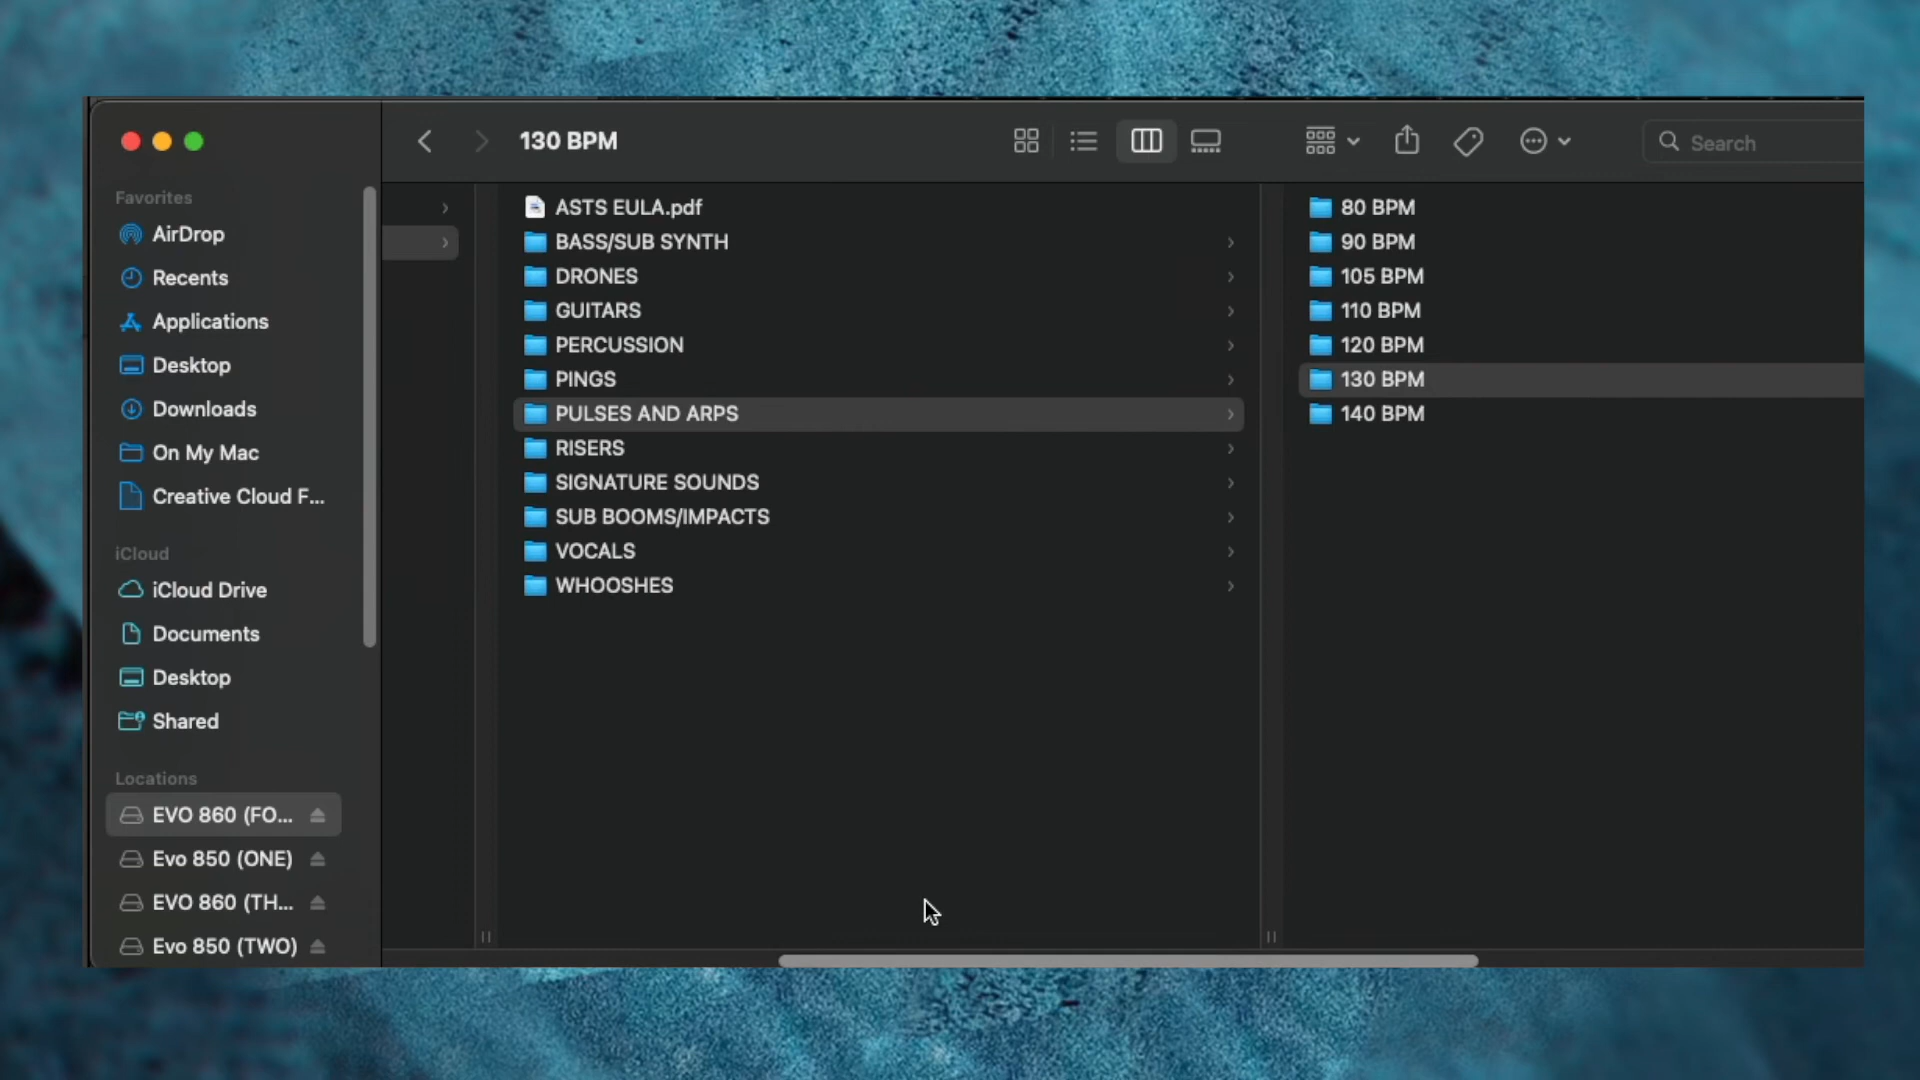 130 BPM
Search
Favorites
AirDrop
Recents
Applications
Desktop
Downloads
On My Mac
Creative Cloud F...
iCloud
iCloud Drive
Documents
Desktop
Shared
Locations
EVO 860 (FO...
Evo 850 (ONE)
EVO 860 (TH...
Evo 850 (TWO)
ASTS EULA.pdf
BASS/SUB SYNTH
DRONES
GUITARS
PERCUSSION
PINGS
PULSES AND ARPS
RISERS
SIGNATURE SOUNDS
SUB BOOMS/IMPACTS
VOCALS
WHOOSHES
80 BPM
90 BPM
105 BPM
110 BPM
120 BPM
130 BPM
140 BPM